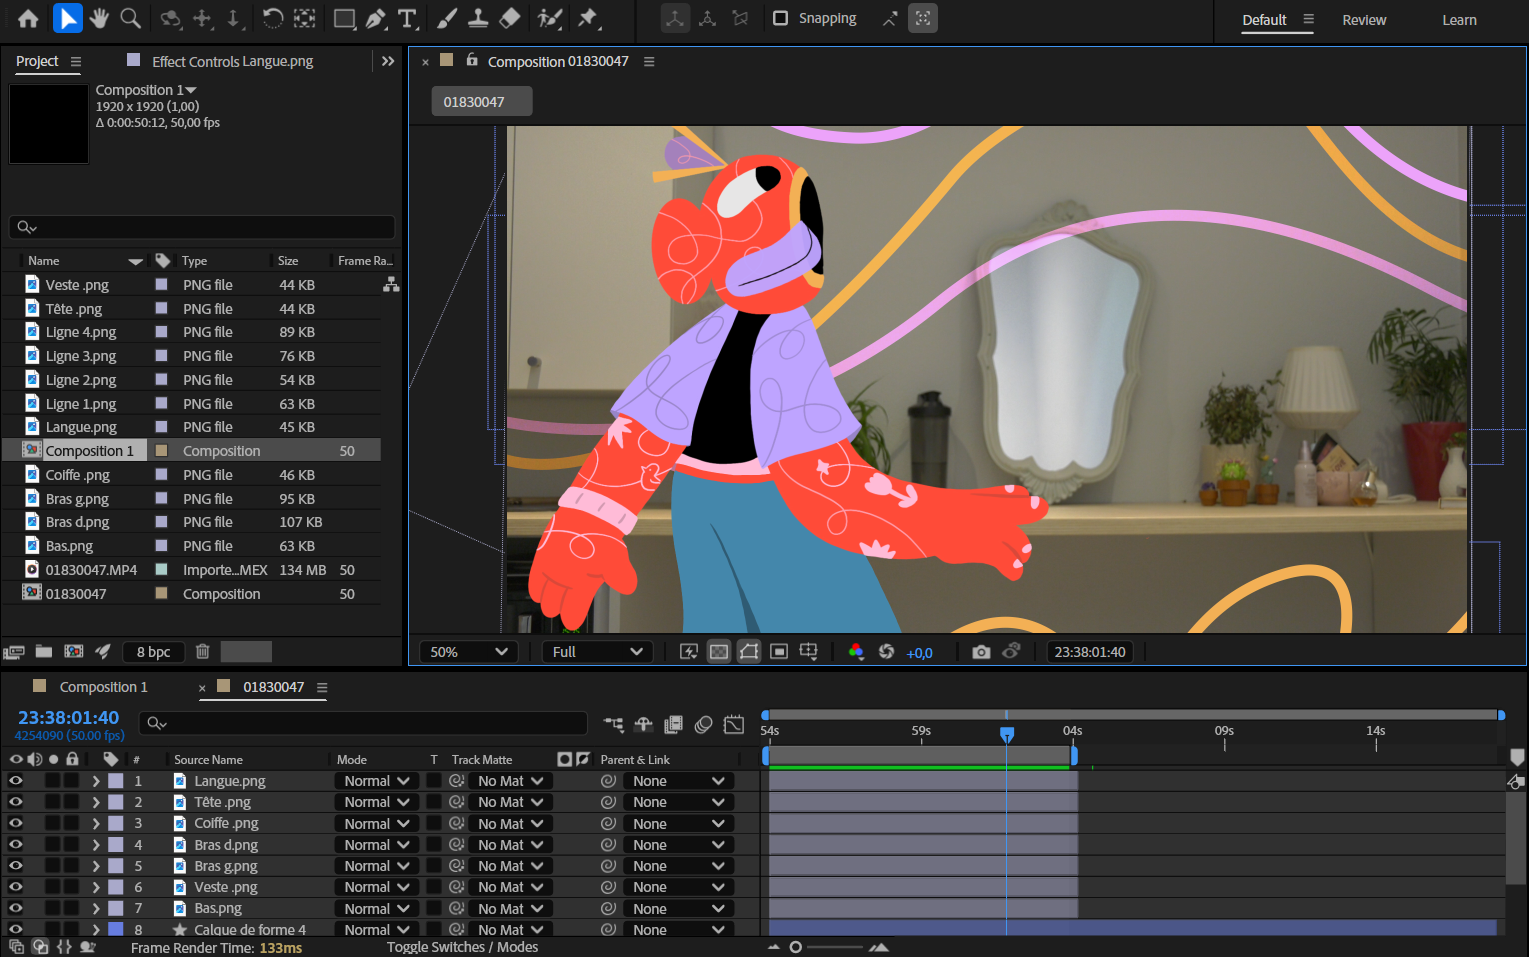 Snapping
Default
Review
Learn
Project
Effect Controls Langue.png
Composition 01830047
Composition 1
1920 x 1920 (1,00)
Δ 0:00:50:12, 50,00 fps
01830047
Name
Type
Size
Frame Ra...
Veste .png PNG file 44 KB
Tête .png PNG file 44 KB
Ligne 4.png PNG file 89 KB
Ligne 3.png PNG file 76 KB
Ligne 2.png PNG file 54 KB
Ligne 1.png PNG file 63 KB
Langue.png PNG file 45 KB
Composition 1 Composition 50
Coiffe .png PNG file 46 KB
Bras g.png PNG file 95 KB
Bras d.png PNG file 107 KB
Bas.png PNG file 63 KB
01830047.MP4 Importe...MEX 134 MB 50
01830047 Composition 50
8 bpc
50%
Full
+0,0
23:38:01:40
Composition 1
01830047
23:38:01:40
4254090 (50.00 fps)
54s 59s 04s 09s 14s
# Source Name Mode T Track Matte Parent & Link
1 Langue.png Normal No Mat None
2 Tête .png Normal No Mat None
3 Coiffe .png Normal No Mat None
4 Bras d.png Normal No Mat None
5 Bras g.png Normal No Mat None
6 Veste .png Normal No Mat None
7 Bas.png Normal No Mat None
8 Calque de forme 4 Normal No Mat None
Frame Render Time: 133ms
Toggle Switches / Modes